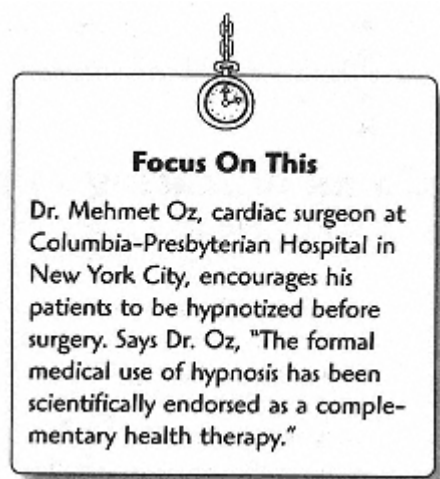 Focus On This
Dr. Mehmet Oz, cardiac surgeon at
Columbia-Presbyterian Hospital in
New York City, encourages his
patients to be hypnotized before
surgery. Says Dr. Oz, "The formal
medical use of hypnosis has been
scientifically endorsed as a comple-
mentary health therapy."